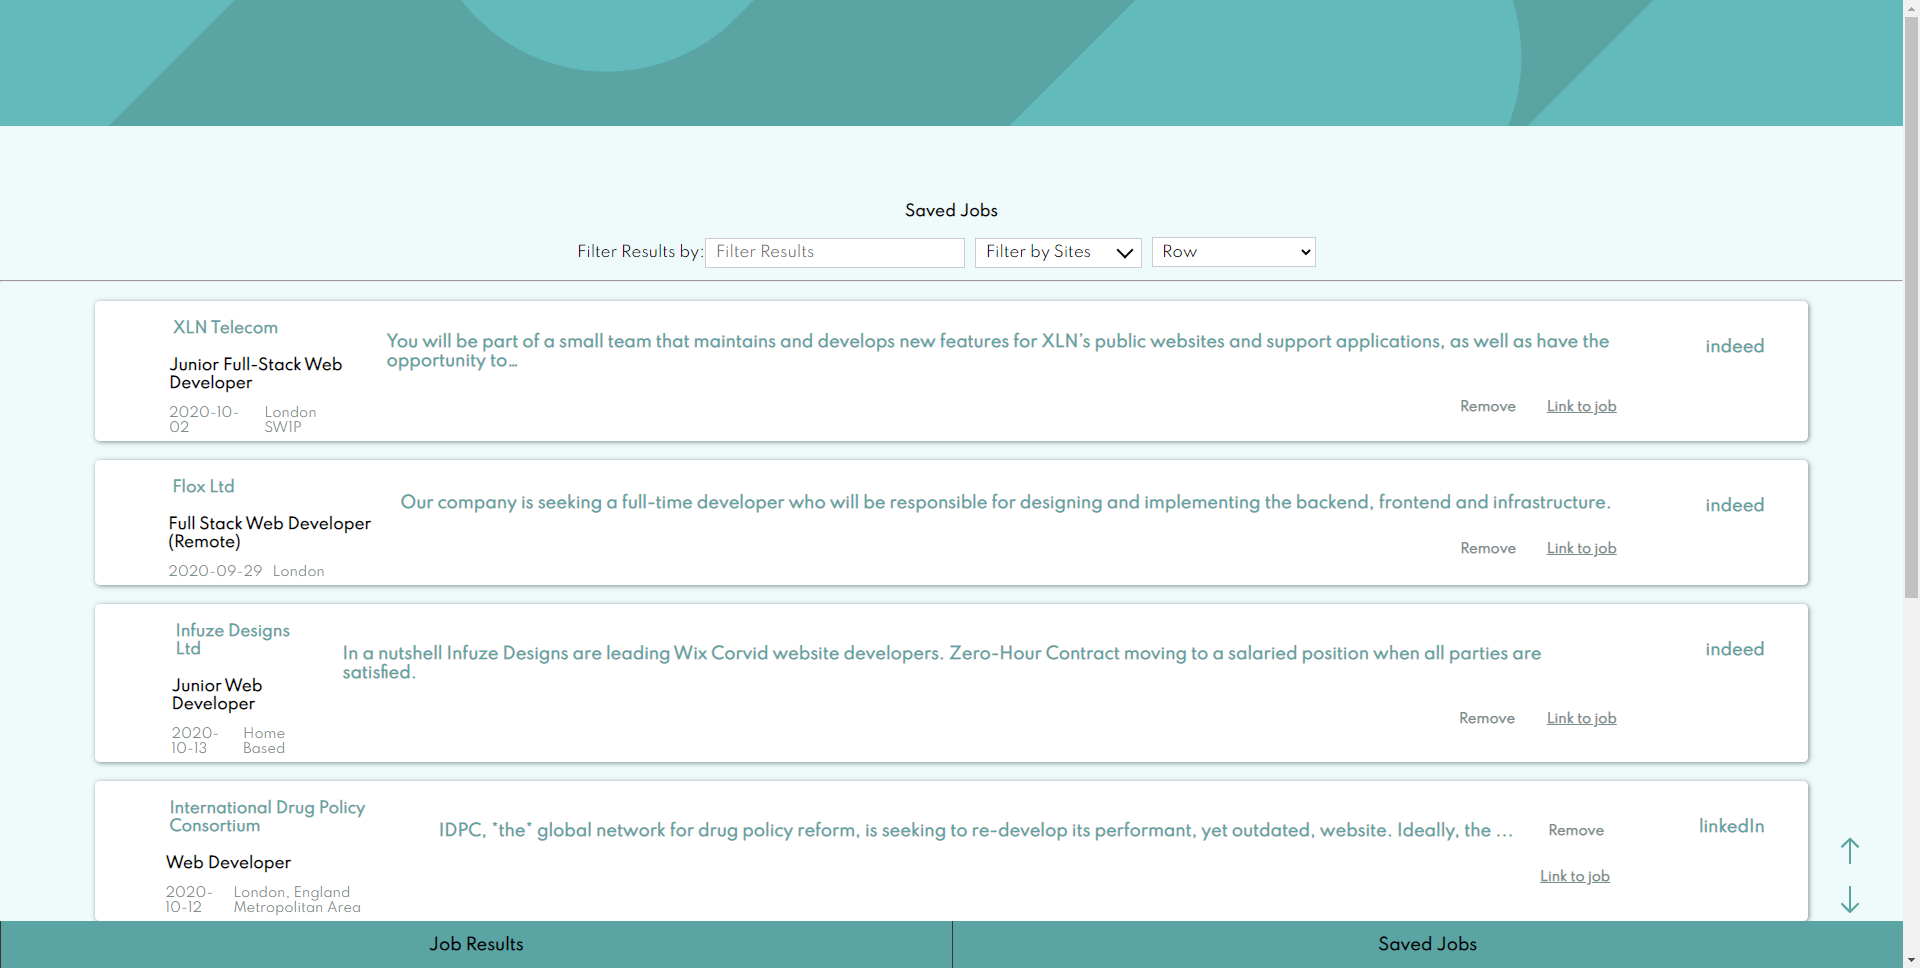 Saved Jobs
Filter Results by: Filter Results Filter by Sites Row
XLN Telecom
Junior Full-Stack Web
Developer
2020-10-
02
London
SW1P
You will be part of a small team that maintains and develops new features for XLN's public websites and support applications, as well as have the
opportunity to…
Remove Link to job
indeed
Flox Ltd
Full Stack Web Developer
(Remote)
2020-09-29 London
Our company is seeking a full-time developer who will be responsible for designing and implementing the backend, frontend and infrastructure.
Remove Link to job
indeed
Infuze Designs
Ltd
Junior Web
Developer
2020-
10-13
Home
Based
In a nutshell Infuze Designs are leading Wix Corvid website developers. Zero-Hour Contract moving to a salaried position when all parties are
satisfied.
Remove Link to job
indeed
International Drug Policy
Consortium
Web Developer
2020-
10-12
London, England
Metropolitan Area
IDPC, *the* global network for drug policy reform, is seeking to re-develop its performant, yet outdated, website. Ideally, the ...
Remove
Link to job
linkedIn
Job Results Saved Jobs